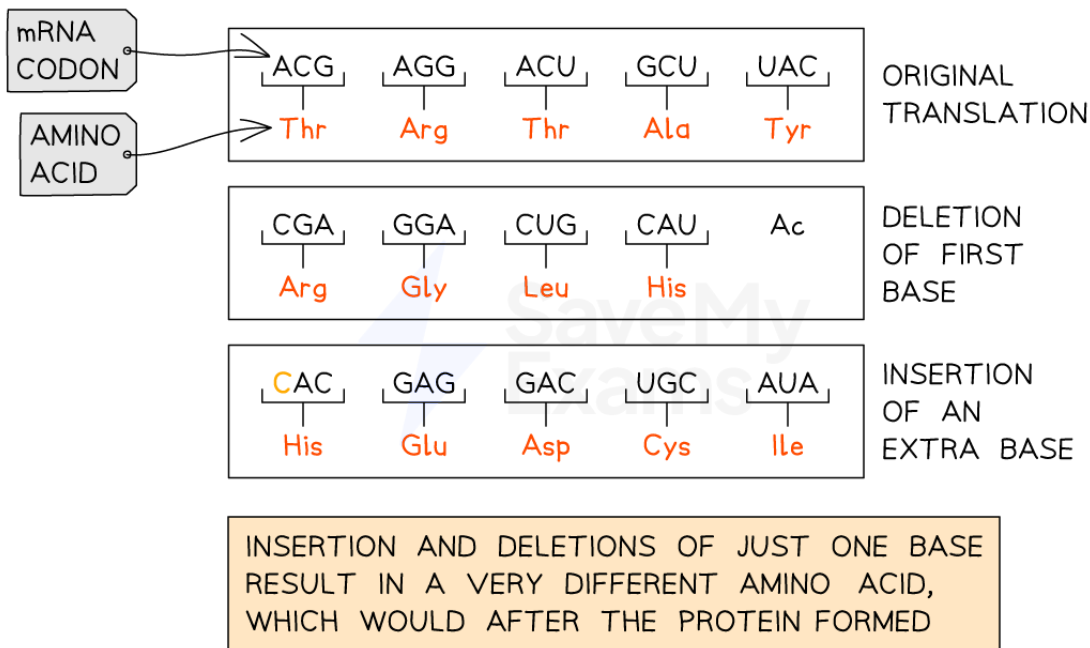 mRNA
CODON
ACG AGG ACU GCU UAC
Thr Arg Thr Ala Tyr
AMINO
ACID
ORIGINAL
TRANSLATION
CGA GGA CUG CAU Ac
Arg Gly Leu His
DELETION
OF FIRST
BASE
SaveMy
Exams
CAC GAG GAC UGC AUA
His Glu Asp Cys Ile
INSERTION
OF AN
EXTRA BASE
INSERTION AND DELETIONS OF JUST ONE BASE
RESULT IN A VERY DIFFERENT AMINO ACID,
WHICH WOULD AFTER THE PROTEIN FORMED